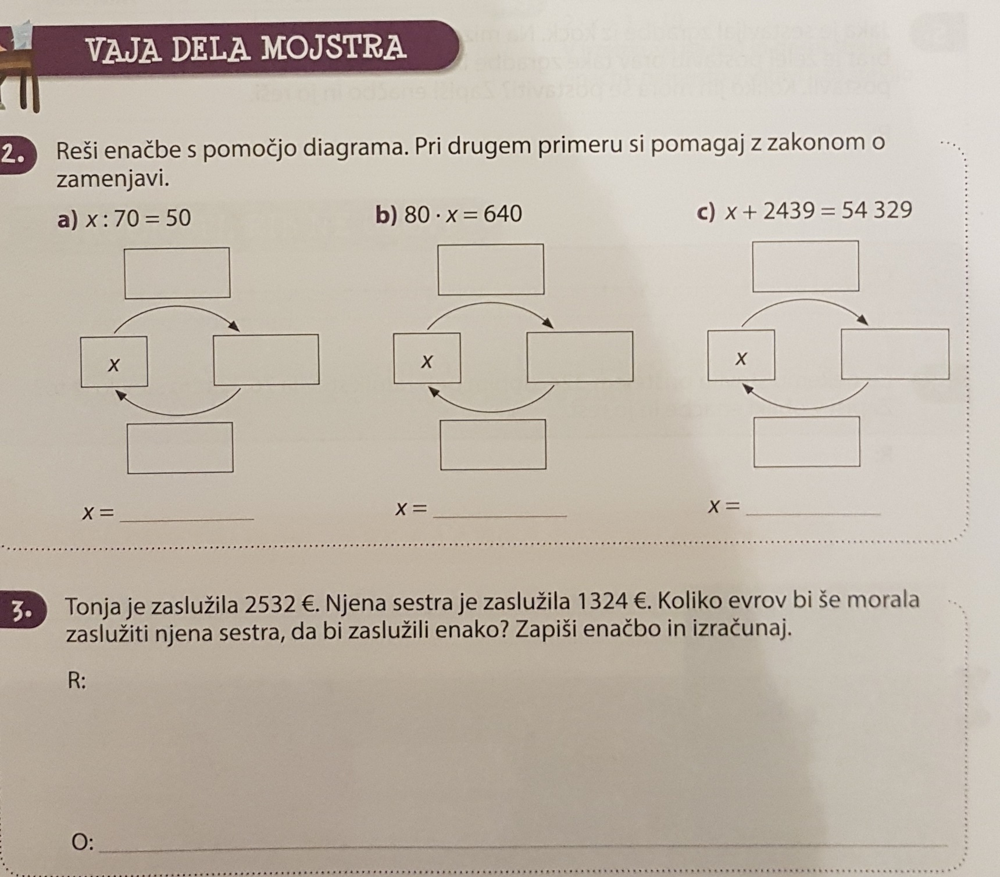 VAJA DELA MOJSTRA
2. Reši enačbe s pomočjo diagrama. Pri drugem primeru si pomagaj z zakonom o
zamenjavi.
a) x : 70 = 50
b) 80 · x = 640
c) x + 2439 = 54 329
x
x
x
x =
x =
x =
3. Tonja je zaslužila 2532 €. Njena sestra je zaslužila 1324 €. Koliko evrov bi še morala
zaslužiti njena sestra, da bi zaslužili enako? Zapiši enačbo in izračunaj.
R:
O: